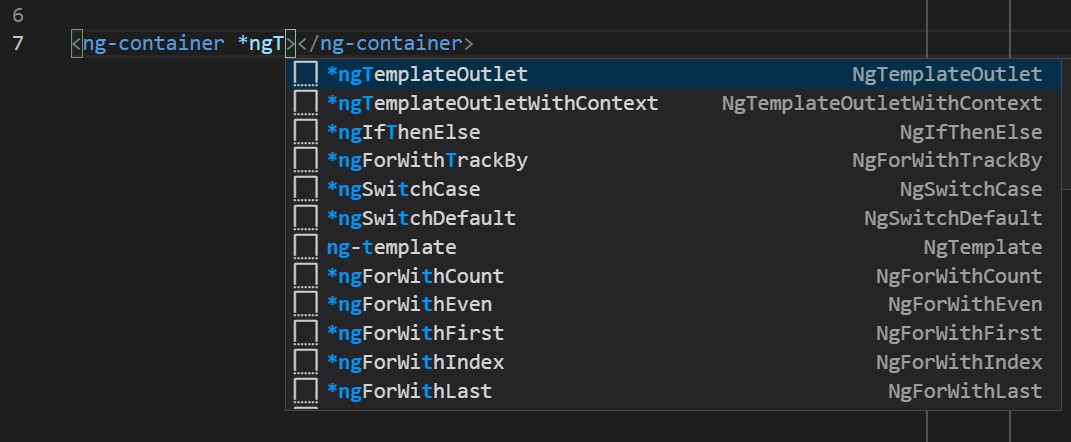 6
7 <ng-container *ngT></ng-container>
*ngTemplateOutlet NgTemplateOutlet
*ngTemplateOutletWithContext NgTemplateOutletWithContext
*ngIfThenElse NgIfThenElse
*ngForWithTrackBy NgForWithTrackBy
*ngSwitchCase NgSwitchCase
*ngSwitchDefault NgSwitchDefault
ng-template NgTemplate
*ngForWithCount NgForWithCount
*ngForWithEven NgForWithEven
*ngForWithFirst NgForWithFirst
*ngForWithIndex NgForWithIndex
*ngForWithLast NgForWithLast